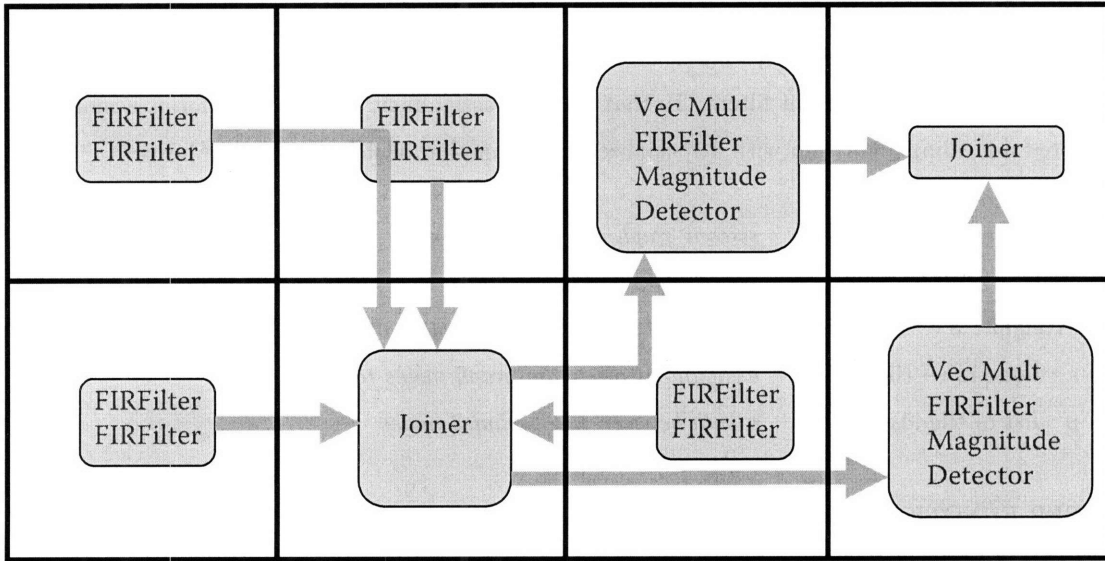 FIRFilter
FIRFilter
FIRFilter
IRFilter
Vec Mult
FIRFilter
Magnitude
Detector
Joiner
FIRFilter
FIRFilter
Joiner
FIRFilter
FIRFilter
Vec Mult
FIRFilter
Magnitude
Detector